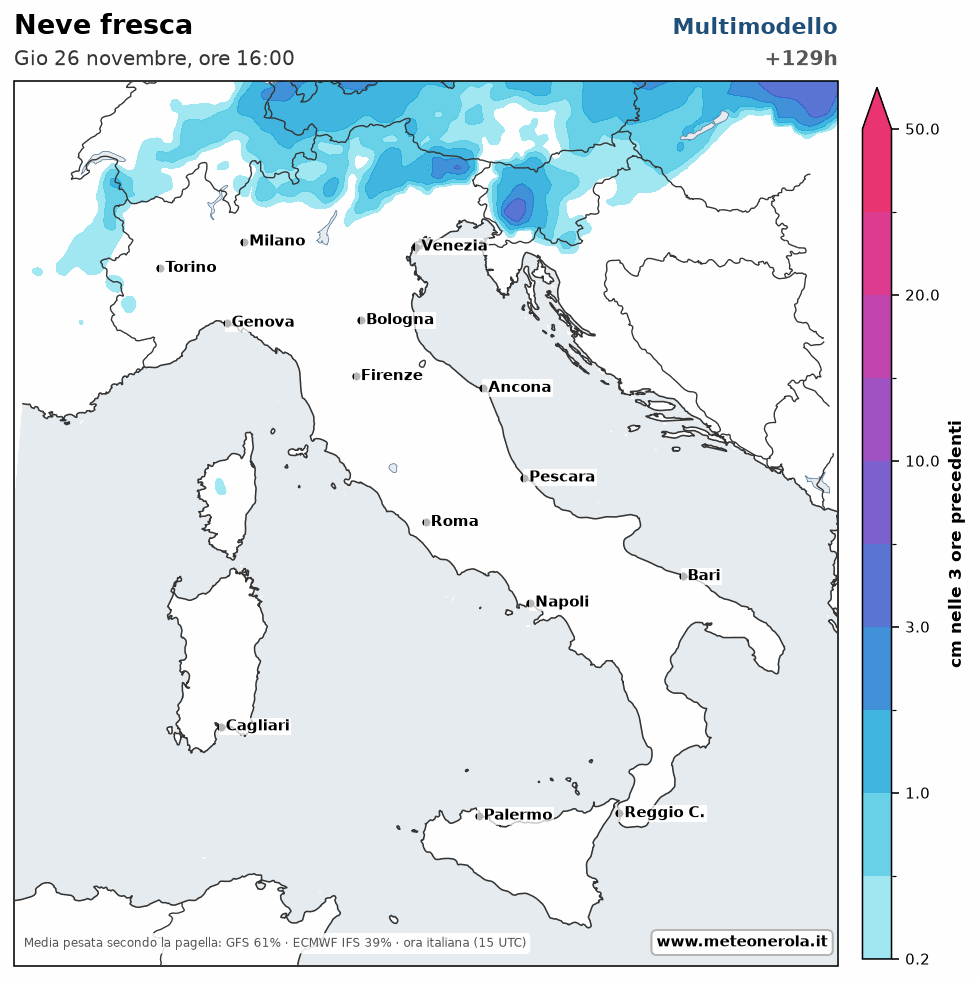 Neve fresca
Multimodello
Gio 26 novembre, ore 16:00
+129h
50.0
Milano
Venezia
Torino
20.0
Genova
Bologna
Firenze
Ancona
10.0
Pescara
Roma
Bari
Napoli
3.0
cm nelle 3 ore precedenti
Cagliari
1.0
Palermo
Reggio C.
Media pesata secondo la pagella: GFS 61% · ECMWF IFS 39% · ora italiana (15 UTC)
www.meteonerola.it
0.2